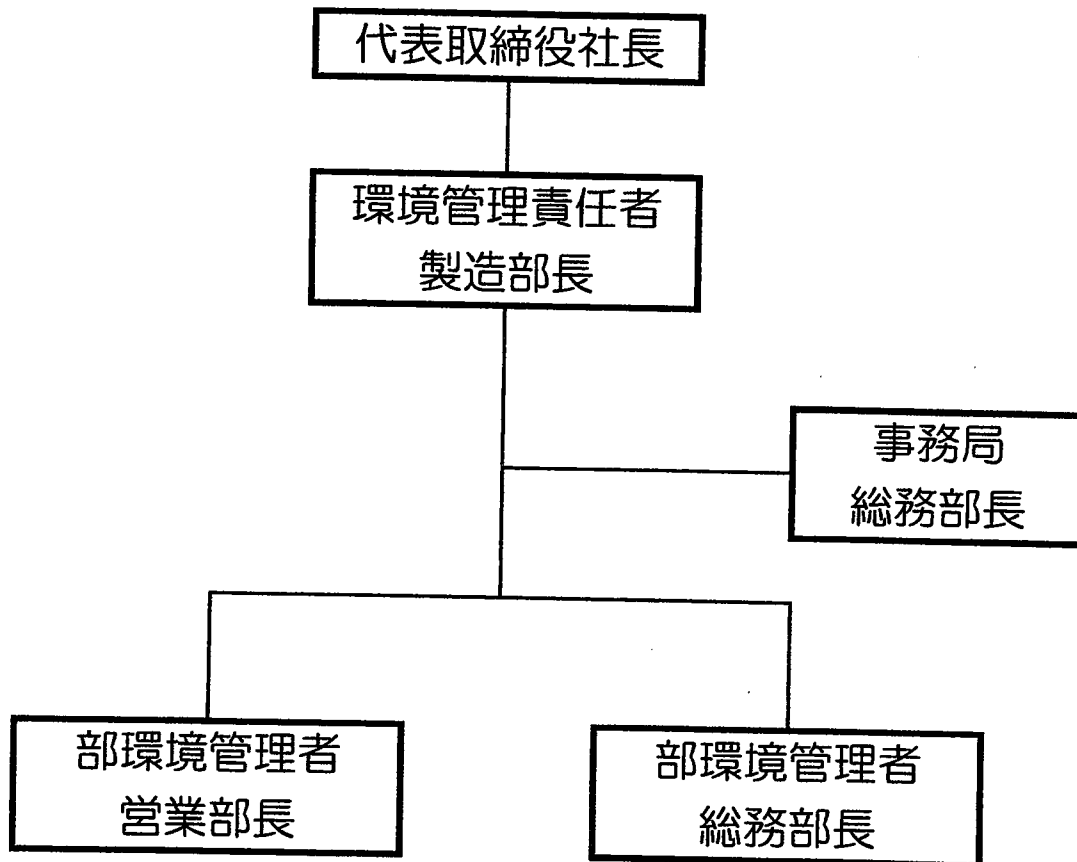 代表取締役社長
環境管理責任者
製造部長
事務局
総務部長
部環境管理者
営業部長
部環境管理者
総務部長